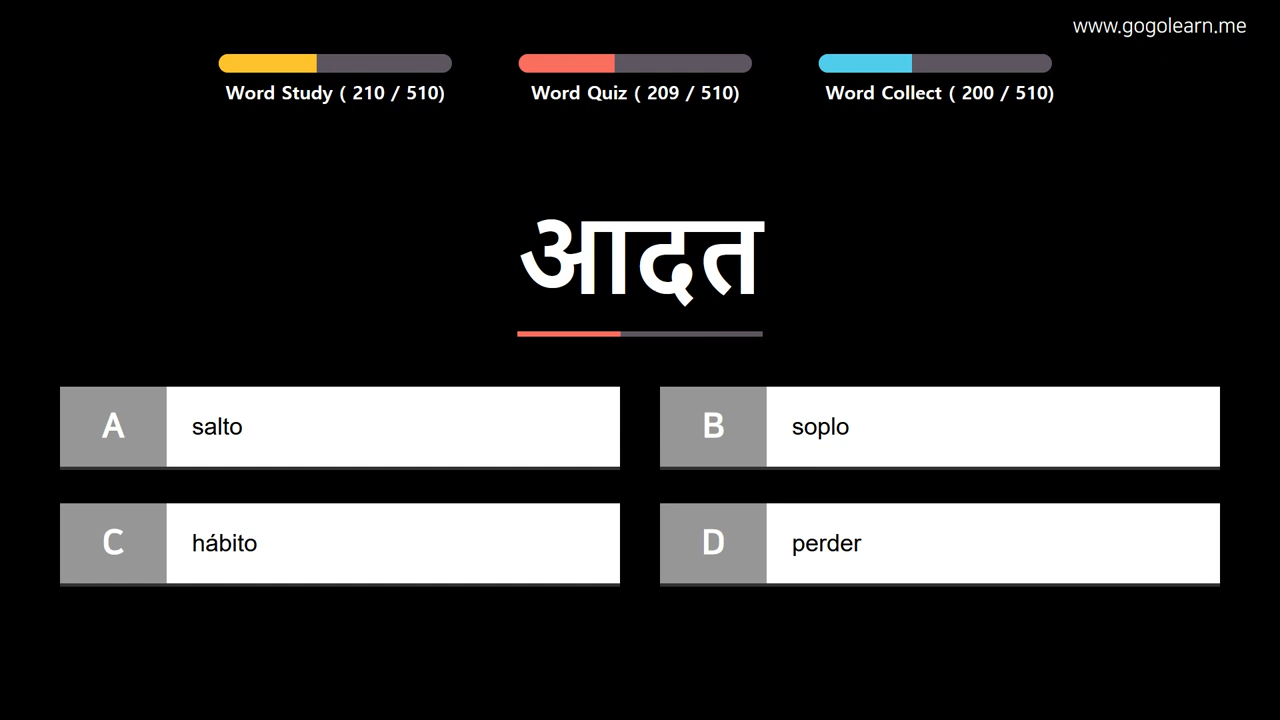 www.gogolearn.me
Word Study ( 210 / 510)
Word Quiz ( 209 / 510)
Word Collect ( 200 / 510)
आदत
A salto
B soplo
C hábito
D perder